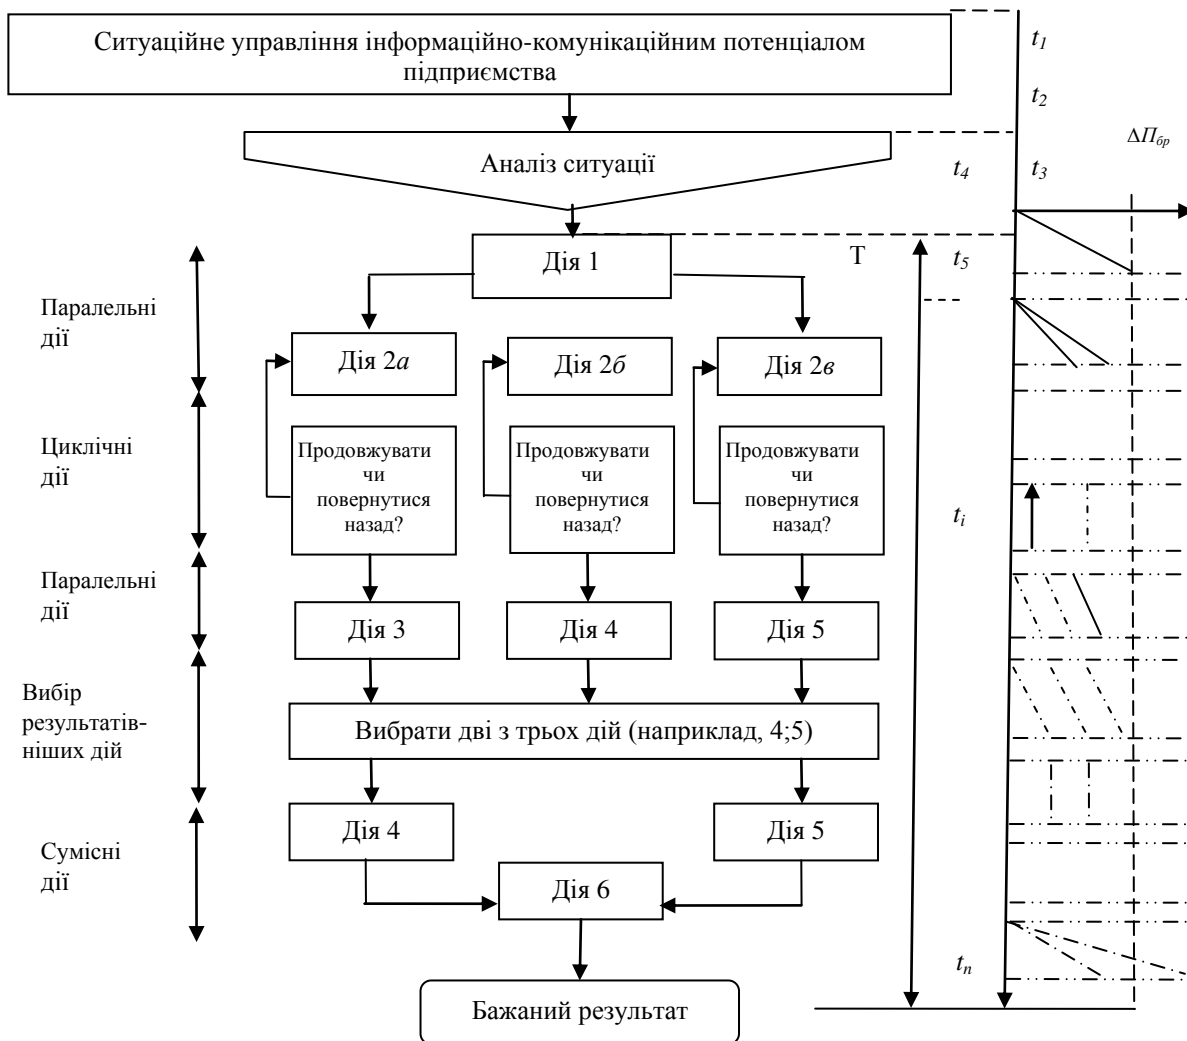 Ситуаційне управління інформаційно-комунікаційним потенціалом
підприємства
t1
t2
ΔПбр
Аналіз ситуації
t4
t3
Дія 1
Т
t5
Паралельні
дії
Дія 2а
Дія 2б
Дія 2в
Циклічні
дії
Продовжувати
чи
повернутися
назад?
Продовжувати
чи
повернутися
назад?
Продовжувати
чи
повернутися
назад?
ti
Паралельні
дії
Дія 3
Дія 4
Дія 5
Вибір
результатів-
ніших дій
Вибрати дві з трьох дій (наприклад, 4;5)
Дія 4
Дія 5
Сумісні
дії
Дія 6
tn
Бажаний результат